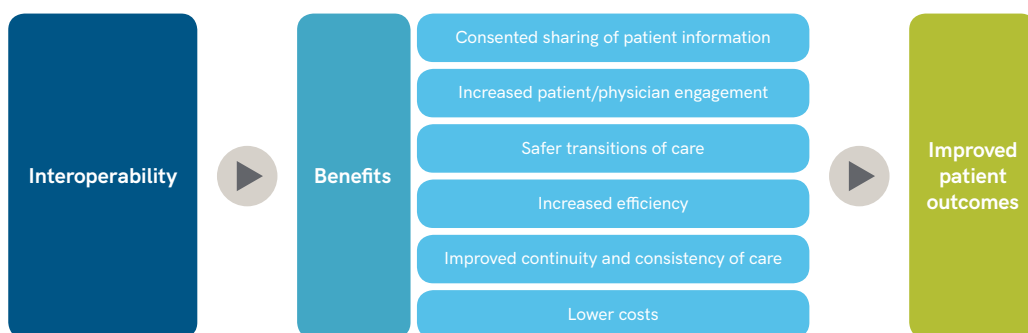 Interoperability
Benefits
Consented sharing of patient information
Increased patient/physician engagement
Safer transitions of care
Increased efficiency
Improved continuity and consistency of care
Lower costs
Improved
patient
outcomes